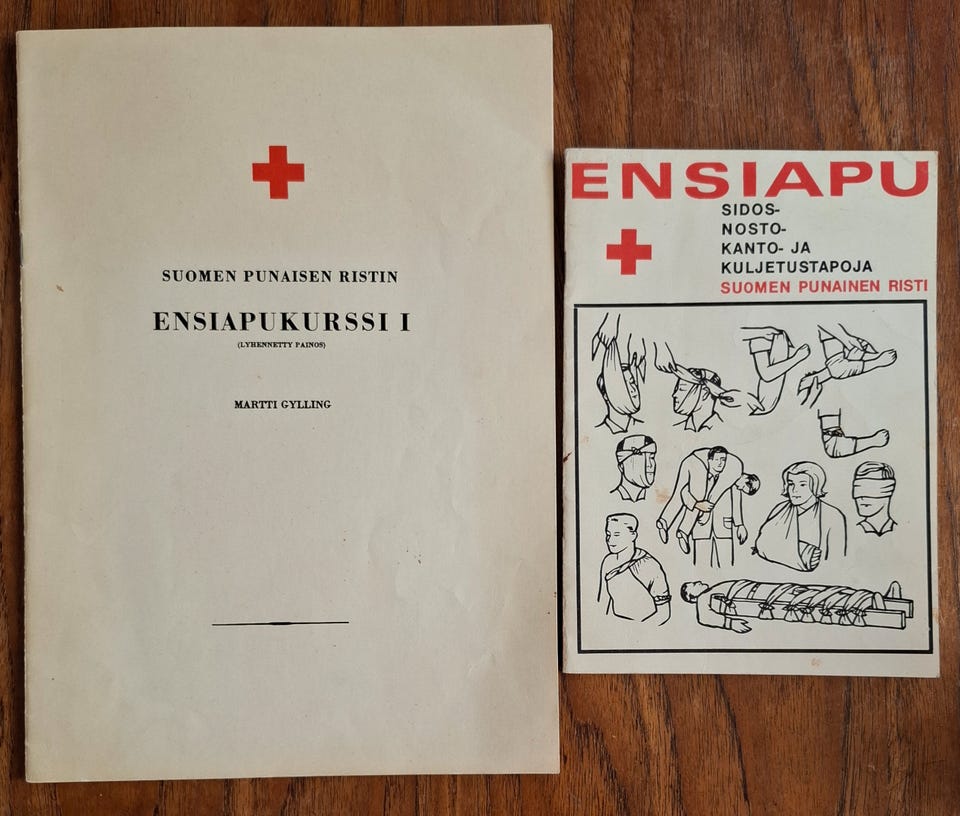 SUOMEN PUNAISEN RISTIN
ENSIAPUKURSSI I
(LYHENNETTY PAINOS)
MARTTI GYLLING
ENSIAPU
SIDOS-
NOSTO-
KANTO- JA
KULJETUSTAPOJA
SUOMEN PUNAINEN RISTI